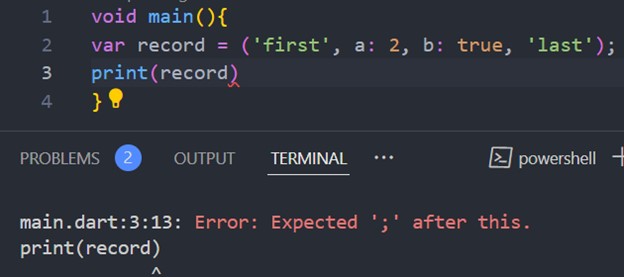 1 void main(){
2 var record = ('first', a: 2, b: true, 'last');
3 print(record)
4 }
PROBLEMS 2 OUTPUT TERMINAL ··· powershell +
main.dart:3:13: Error: Expected ';' after this.
print(record)
^